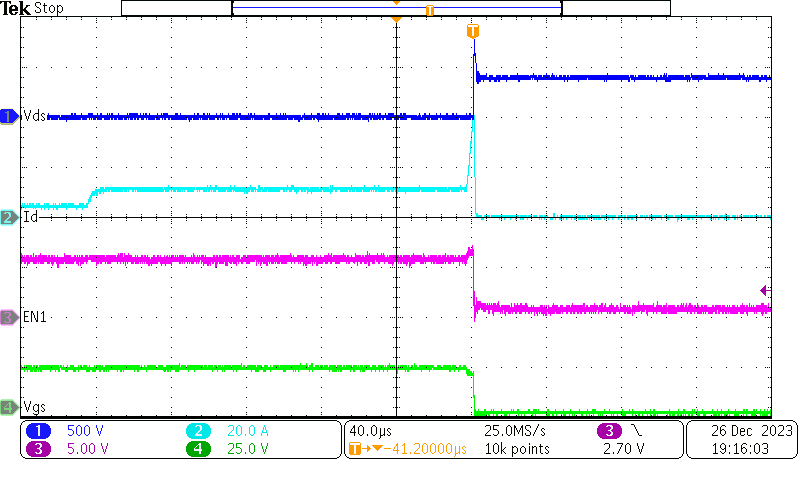 Tek Stop
T
T
1 Vds
2 Id
3 EN1
4 Vgs
1 500 V 2 20.0 A
3 5.00 V 4 25.0 V
40.0µs 25.0MS/s 3
T→▼−41.20000µs 10k points 2.70 V
26 Dec 2023
19:16:03